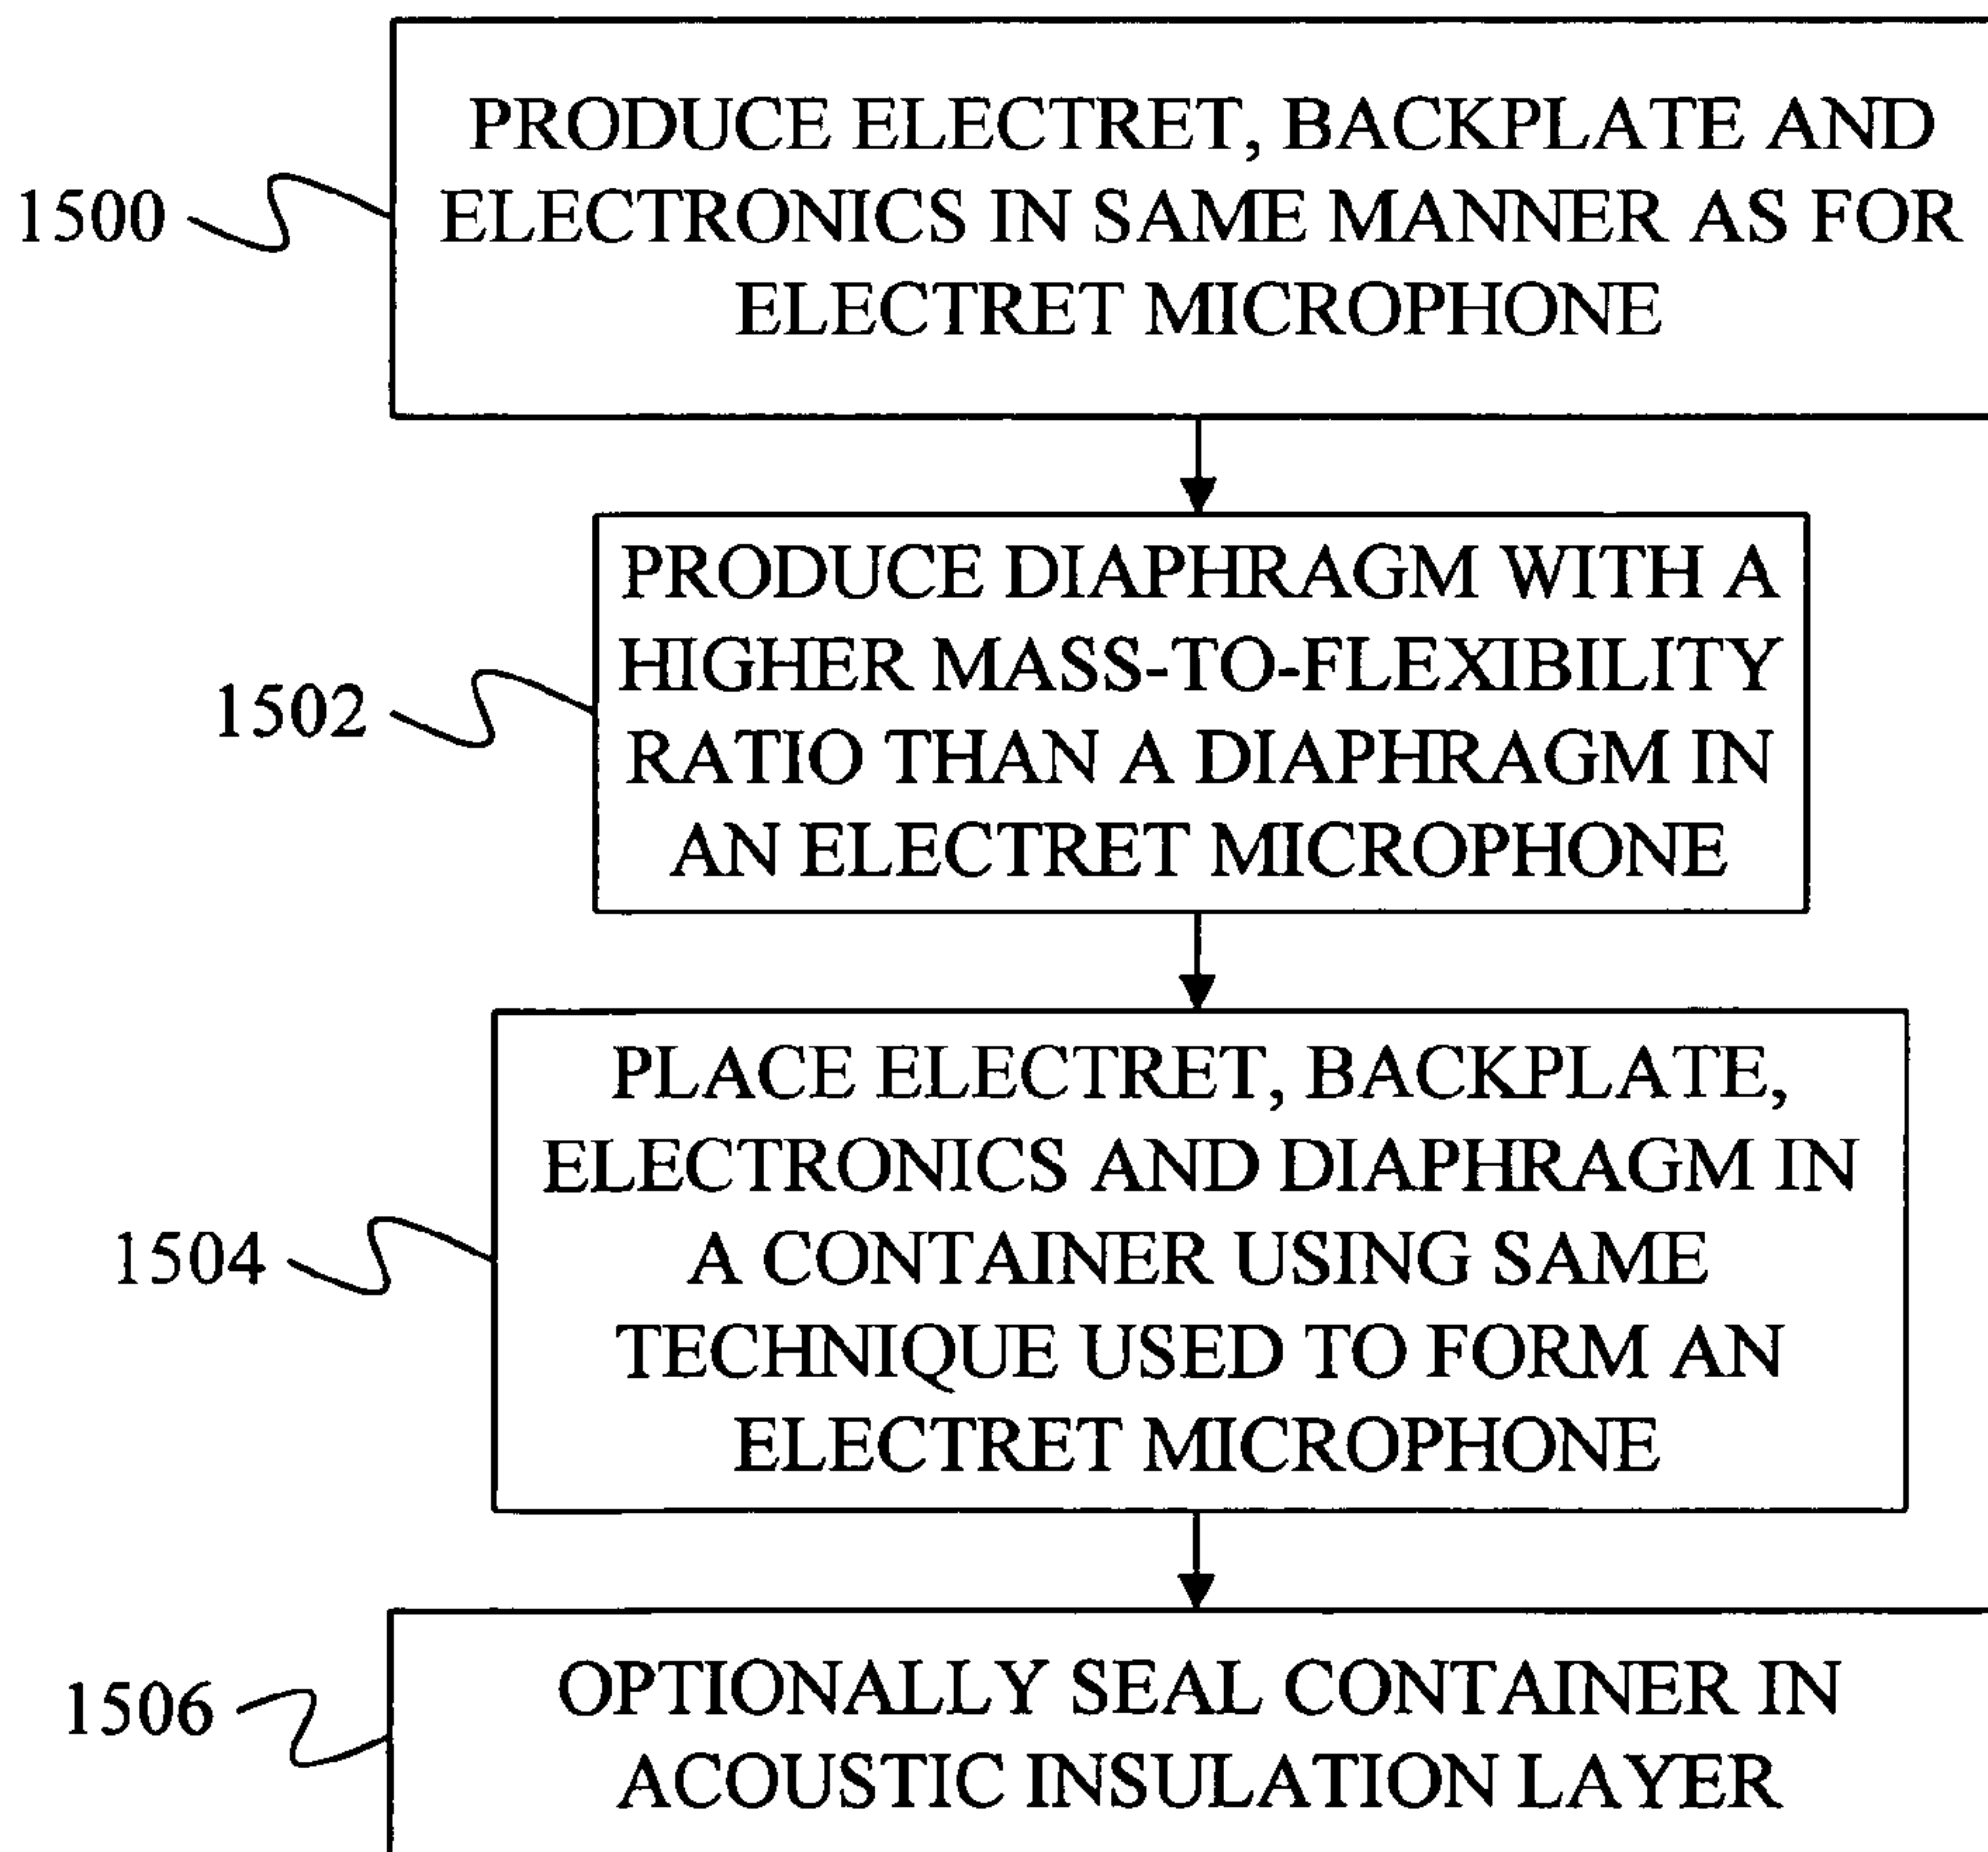 PRODUCE ELECTRET, BACKPLATE AND
1500
ELECTRONICS IN SAME MANNER AS FOR
ELECTRET MICROPHONE
PRODUCE DIAPHRAGM WITH A
HIGHER MASS-TO-FLEXIBILITY
1502
RATIO THAN A DIAPHRAGM IN
AN ELECTRET MICROPHONE
PLACE ELECTRET, BACKPLATE,
ELECTRONICS AND DIAPHRAGM IN
1504
A CONTAINER USING SAME
TECHNIQUE USED TO FORM AN
ELECTRET MICROPHONE
1506
OPTIONALLY SEAL CONTAINER IN
ACOUSTIC INSULATION LAYER